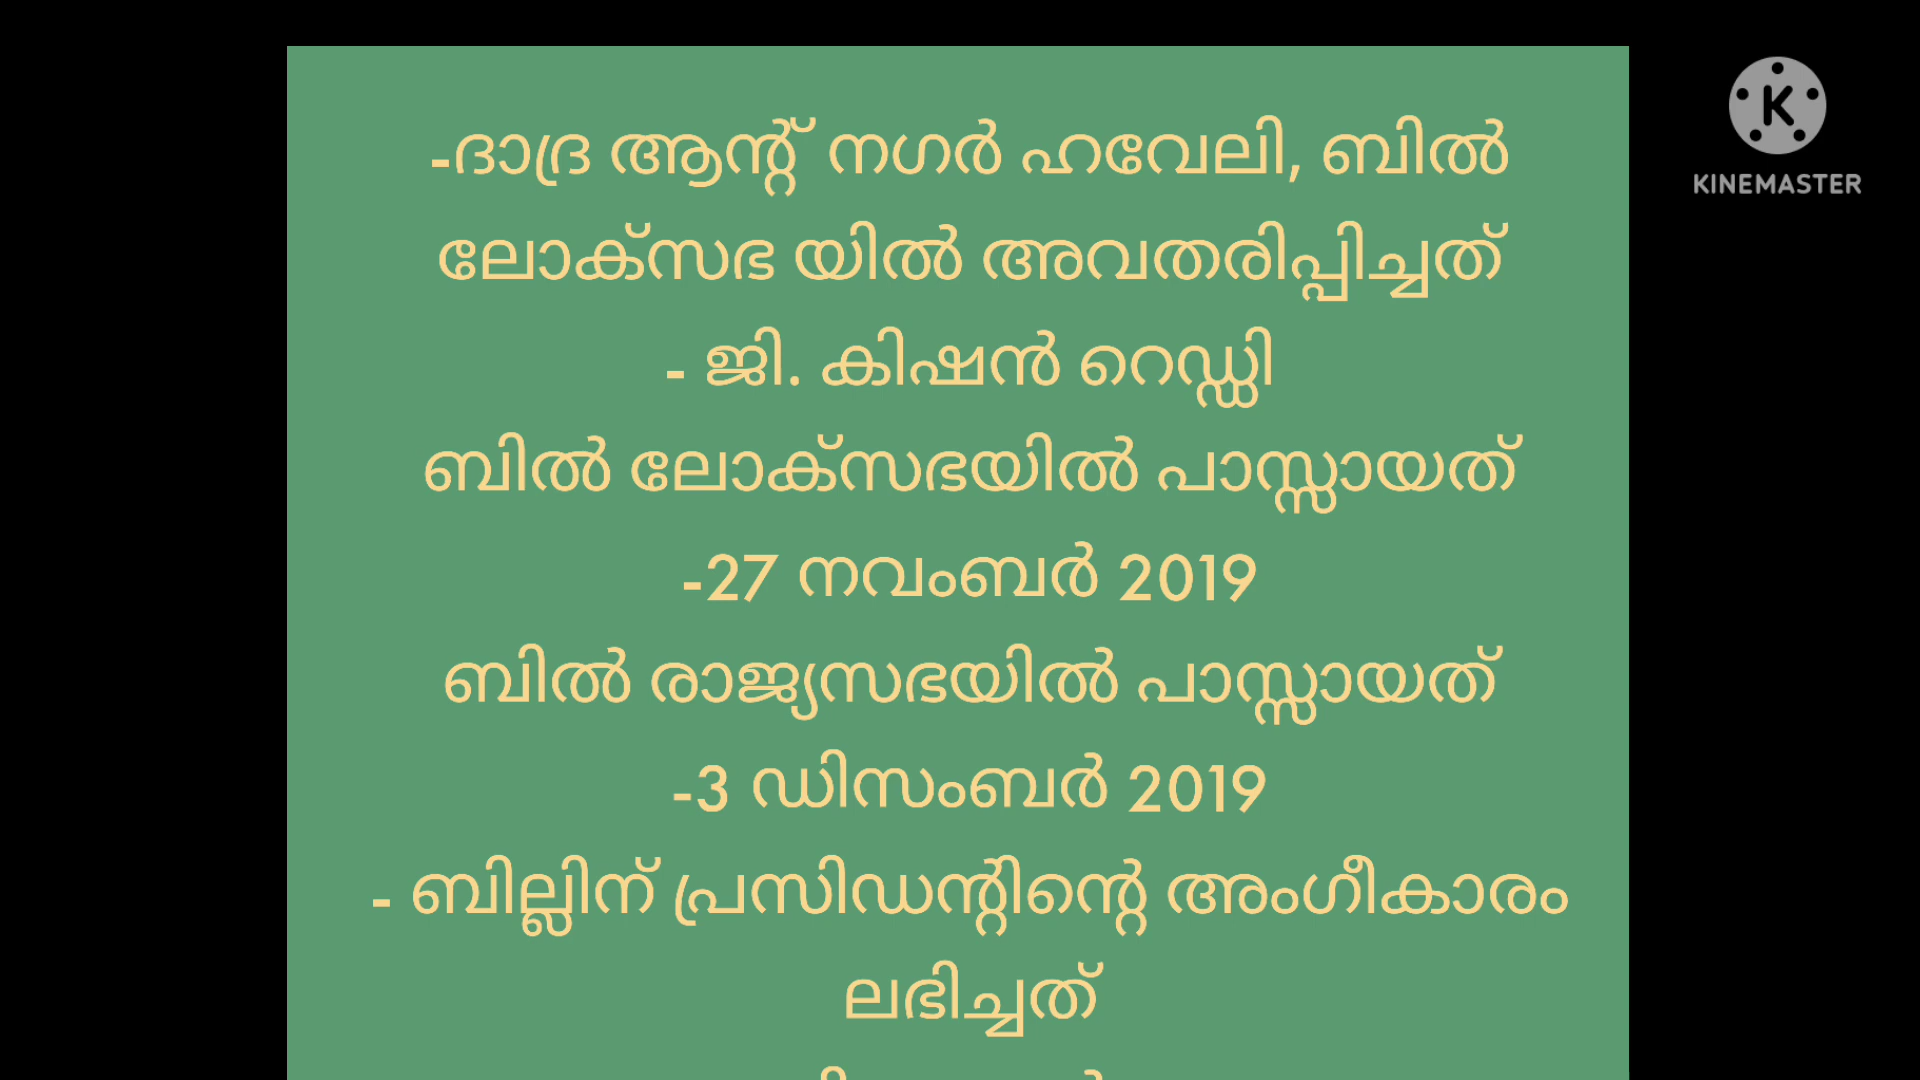 -ദാദ്ര ആന്റ് നഗർ ഹവേലി, ബിൽ
ലോക്സഭ യിൽ അവതരിപ്പിച്ചത്
- ജി. കിഷൻ റെഡ്ഡി
ബിൽ ലോക്സഭയിൽ പാസ്സായത്
-27 നവംബർ 2019
ബിൽ രാജ്യസഭയിൽ പാസ്സായത്
-3 ഡിസംബർ 2019
- ബില്ലിന് പ്രസിഡന്റിന്റെ അംഗീകാരം
ലഭിച്ചത്
K
KINEMASTER